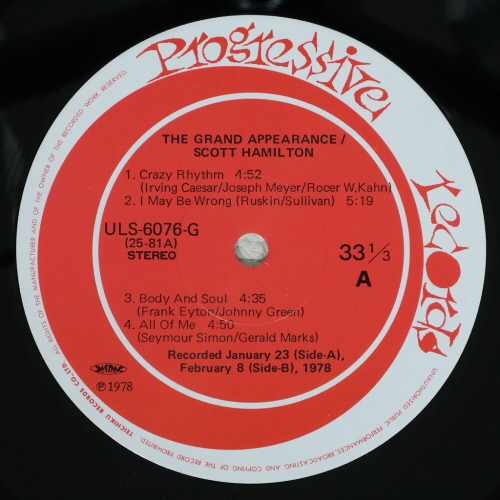 Progressive
records
THE GRAND APPEARANCE/
SCOTT HAMILTON
1. Crazy Rhythm 4:52
(Irving Caesar/Joseph Meyer/Rocer W.Kahn)
2. I May Be Wrong (Ruskin/Sullivan) 5:19
ULS-6076-G
(25-81A)
STEREO
33 1/3
A
3. Body And Soul 4:35
(Frank Eyton/Johnny Green)
4. All Of Me 4:50
(Seymour Simon/Gerald Marks)
Recorded January 23 (Side-A),
February 8 (Side-B), 1978
℗1978
TEICHIKU RECORDS CO., LTD. ALL RIGHTS OF THE MANUFACTURER AND OF THE OWNER OF THE RECORDED WORK RESERVED.
UNAUTHORISED PUBLIC PERFORMANCES, BROADCASTING AND COPYING OF THE RECORD PROHIBITED.